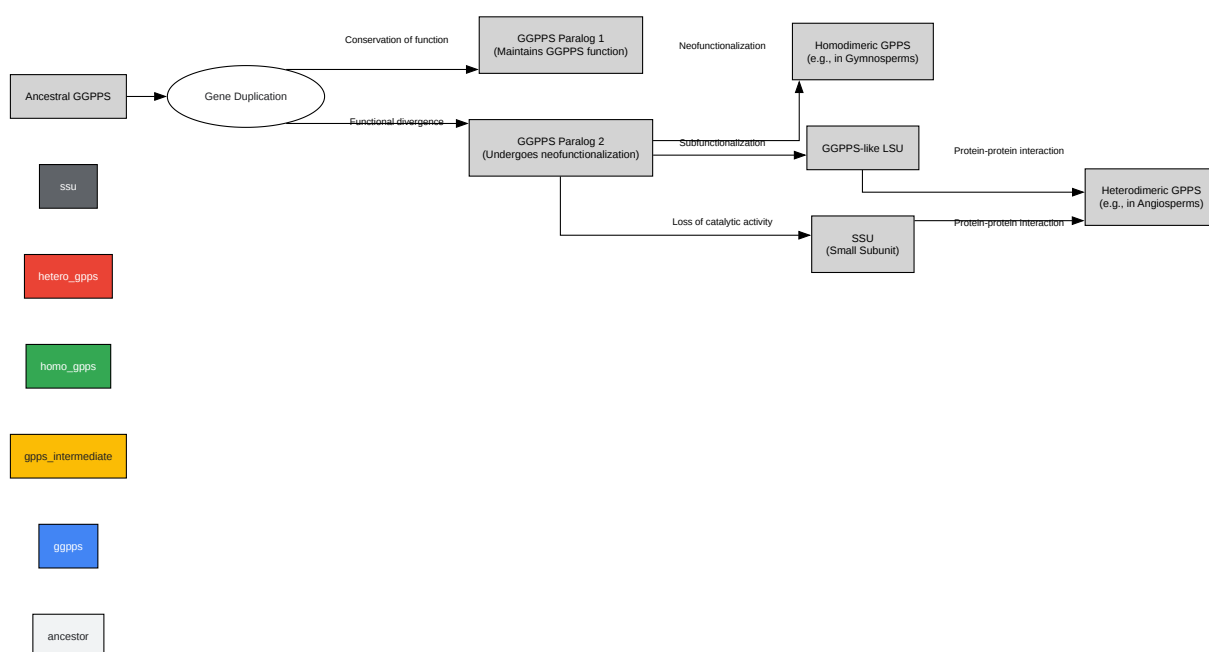 Ancestral GGPPS
Gene Duplication
Conservation of function
GGPPS Paralog 1
(Maintains GGPPS function)
Functional divergence
GGPPS Paralog 2
(Undergoes neofunctionalization)
Neofunctionalization
Homodimeric GPPS
(e.g., in Gymnosperms)
Subfunctionalization
GGPPS-like LSU
Loss of catalytic activity
SSU
(Small Subunit)
Protein-protein interaction
Protein-protein interaction
Heterodimeric GPPS
(e.g., in Angiosperms)
ssu
hetero_gpps
homo_gpps
gpps_intermediate
ggpps
ancestor